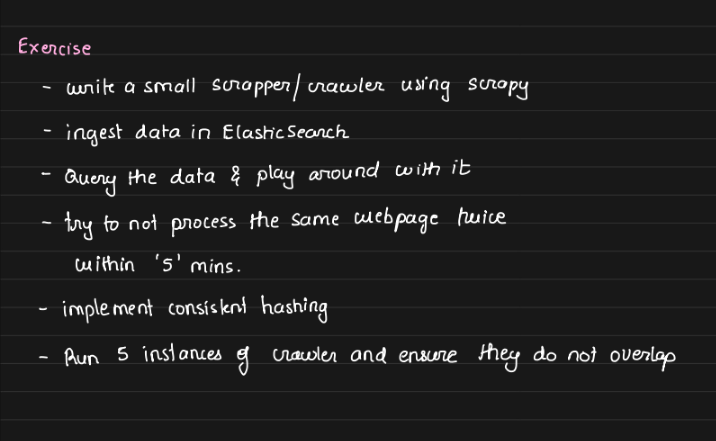 Exercise
- write a small scrapper/crawler using scrapy
- ingest data in ElasticSearch
- Query the data & play around with it
- try to not process the same webpage twice
within '5' mins.
- implement consistent hashing
- Run 5 instances of crawler and ensure they do not overlap